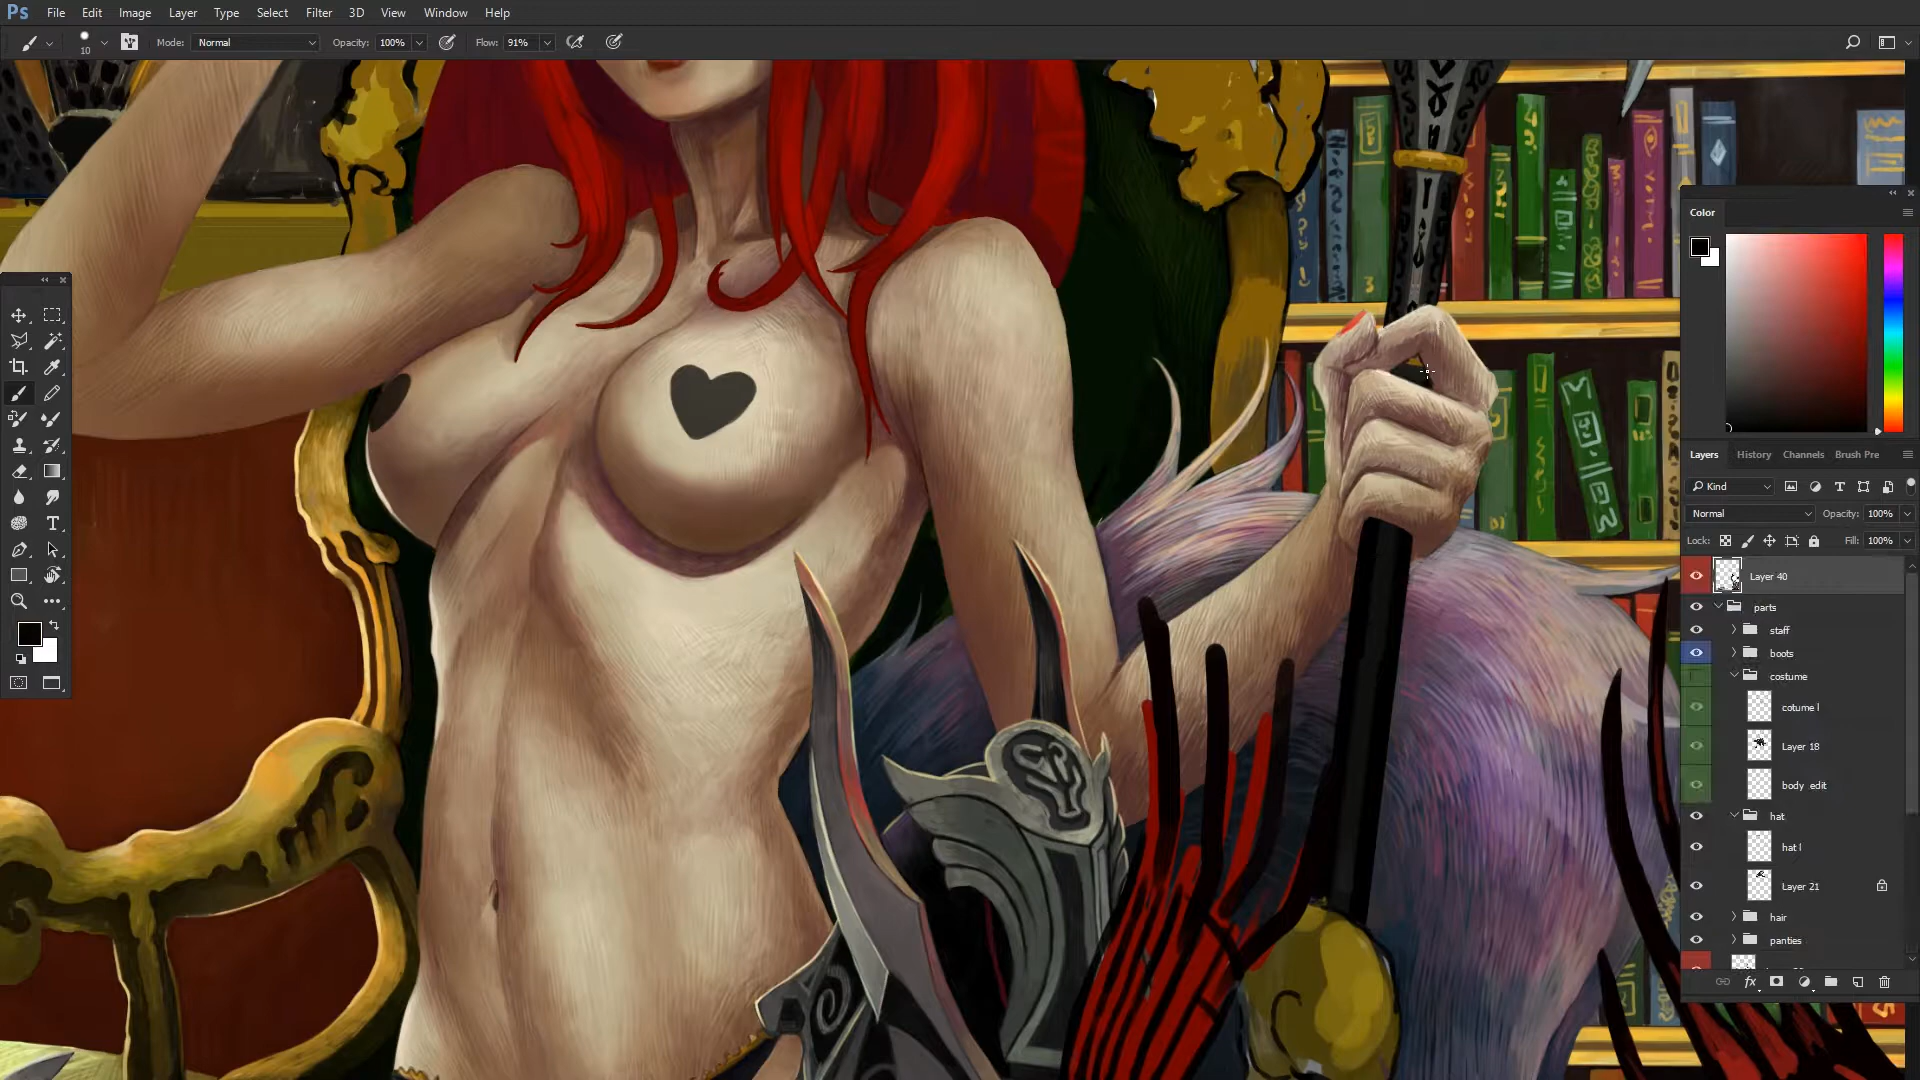 Ps File Edit Image Layer Type Select Filter 3D View Window Help
10 Mode: Normal Opacity: 100% Flow: 91%
Color
Layers History Channels Brush Pre
Kind
Normal Opacity: 100%
Lock: Fill: 100%
Layer 40
parts
staff
boots
costume
cotume l
Layer 18
body edit
hat
hat l
Layer 21
hair
panties